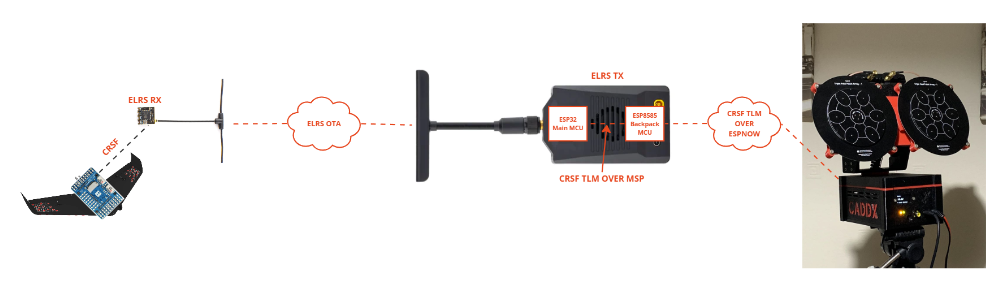 ELRS RX
CRSF
ELRS OTA
ELRS TX
ESP32
Main MCU
ESP8585
Backpack
MCU
CRSF TLM OVER MSP
CRSF TLM
OVER
ESPNOW
CADDX